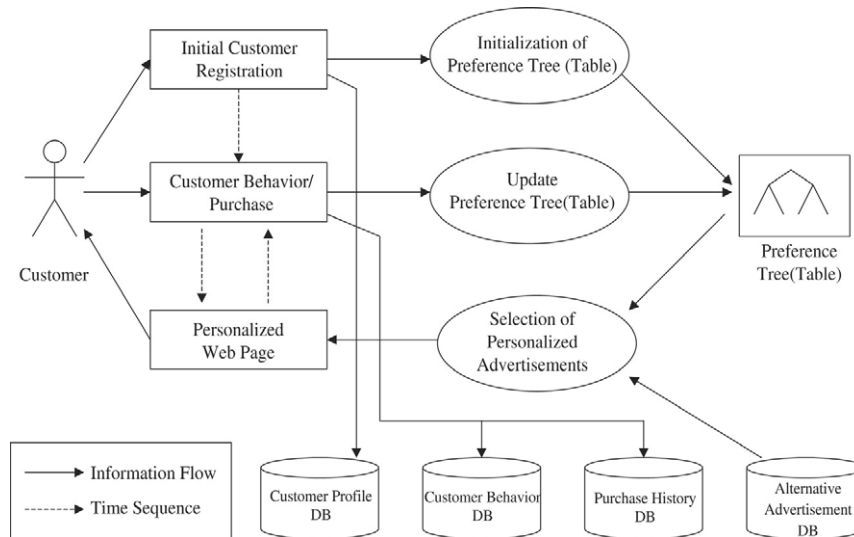 Initial Customer
Registration
Initialization of
Preference Tree (Table)
Customer Behavior/
Purchase
Update
Preference Tree(Table)
Customer
Preference
Tree(Table)
Personalized
Web Page
Selection of
Personalized
Advertisements
Information Flow
Time Sequence
Customer Profile
DB
Customer Behavior
DB
Purchase History
DB
Alternative
Advertisement
DB